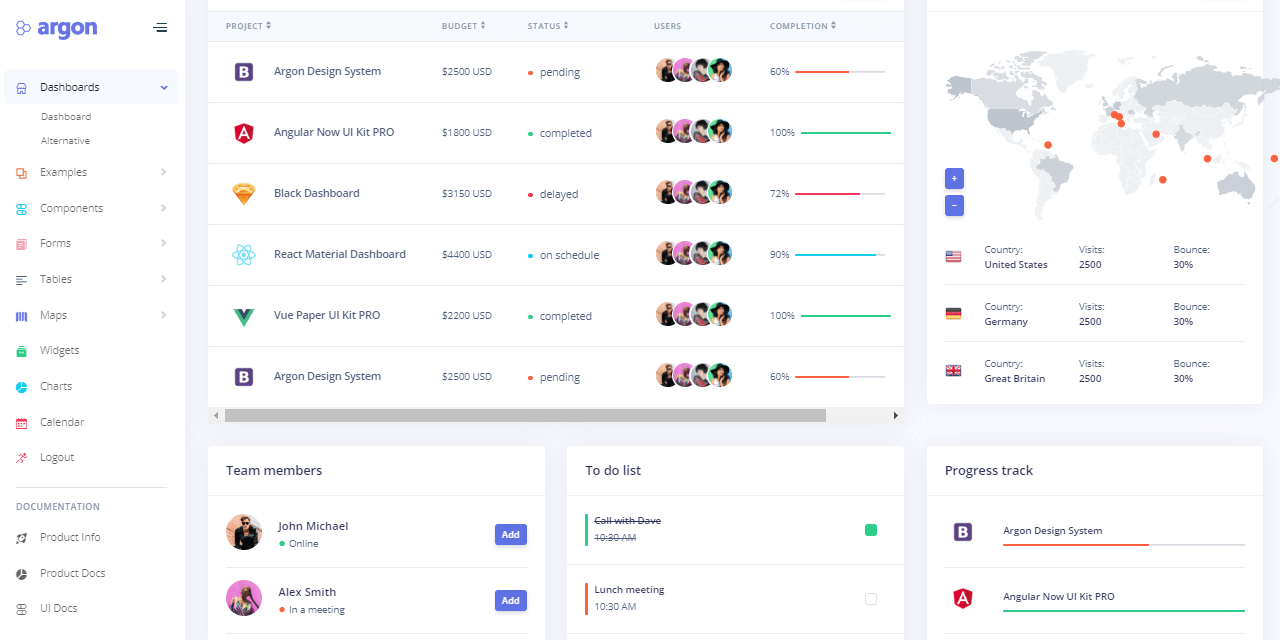 argon
Dashboards
Dashboard
Alternative
Examples
Components
Forms
Tables
Maps
Widgets
Charts
Calendar
Logout
DOCUMENTATION
Product Info
Product Docs
UI Docs
PROJECT BUDGET STATUS USERS COMPLETION
B Argon Design System $2500 USD pending 60%
A Angular Now UI Kit PRO $1800 USD completed 100%
Black Dashboard $3150 USD delayed 72%
React Material Dashboard $4400 USD on schedule 90%
Vue Paper UI Kit PRO $2200 USD completed 100%
B Argon Design System $2500 USD pending 60%
+
−
Country: Visits: Bounce:
United States 2500 30%
Country: Visits: Bounce:
Germany 2500 30%
Country: Visits: Bounce:
Great Britain 2500 30%
Team members
John Michael
Online
Add
Alex Smith
In a meeting
Add
To do list
Call with Dave
10:30 AM
Lunch meeting
10:30 AM
Progress track
B Argon Design System
A Angular Now UI Kit PRO